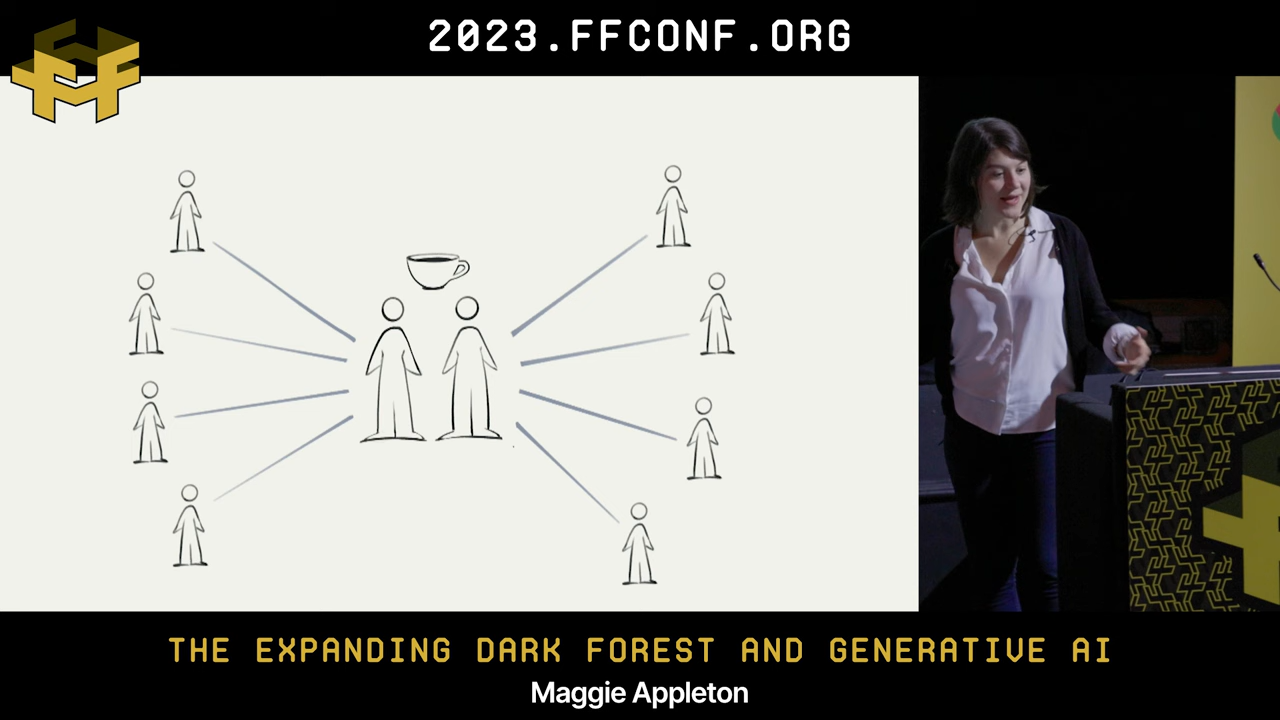 2023.FFCONF.ORG
THE EXPANDING DARK FOREST AND GENERATIVE AI
Maggie Appleton